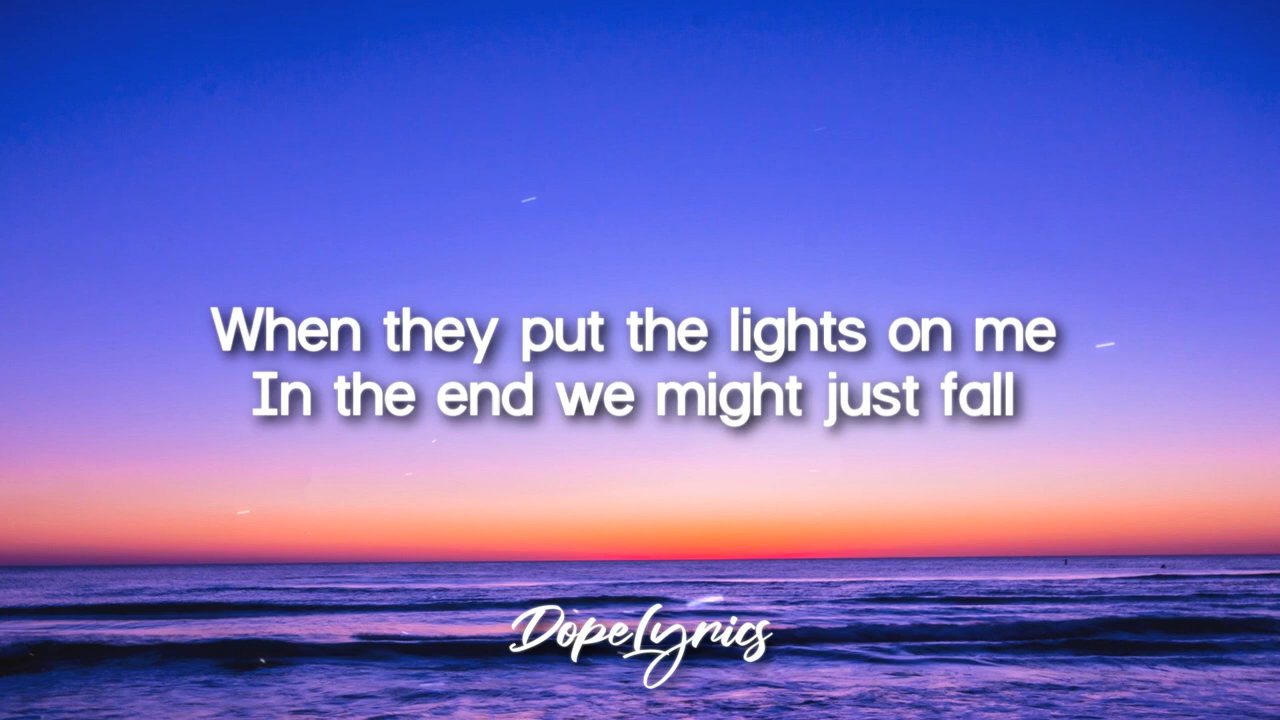 When they put the lights on me
In the end we might just fall
DopeLyrics